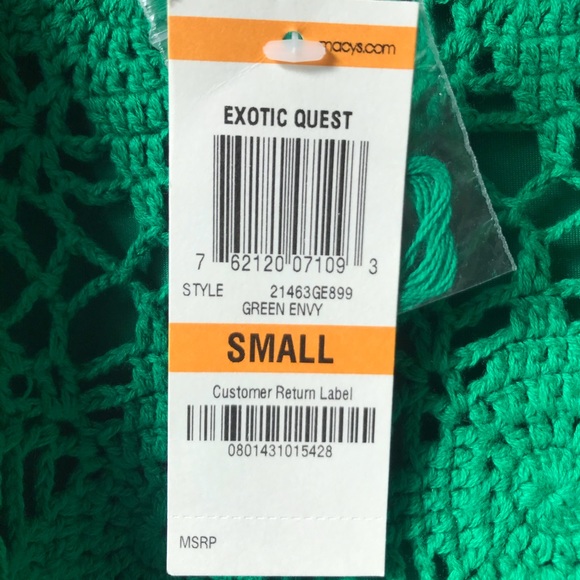 macys.com
EXOTIC QUEST
7 62120 07109 3
STYLE 21463GE899
GREEN ENVY
SMALL
Customer Return Label
0801431015428
MSRP